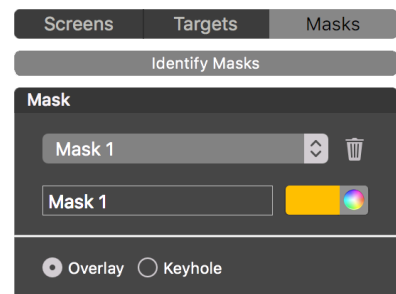 Screens Targets Masks
Identify Masks
Mask
Mask 1
Mask 1
Overlay Keyhole